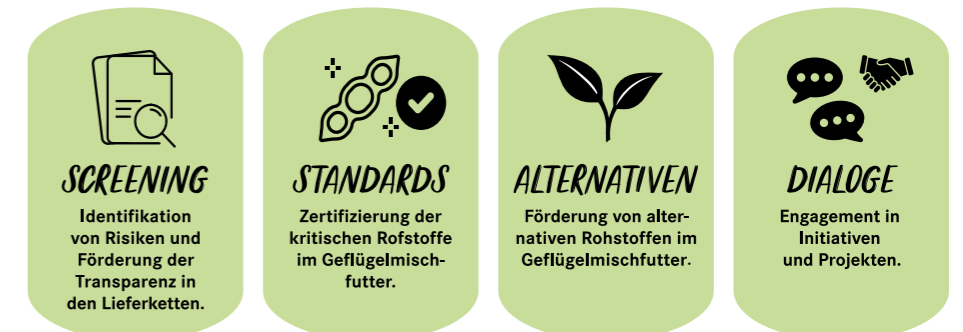 SCREENING
Identifikation
von Risiken und
Förderung der
Transparenz in
den Lieferketten.
STANDARDS
Zertifizierung der
kritischen Rofstoffe
im Geflügelmisch-
futter.
ALTERNATIVEN
Förderung von alter-
nativen Rohstoffen im
Geflügelmischfutter.
DIALOGE
Engagement in
Initiativen
und Projekten.